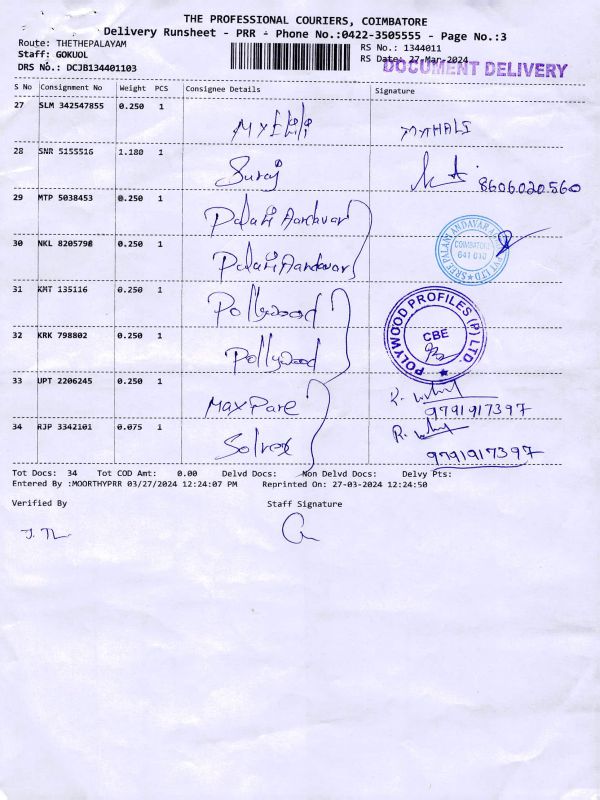 THE PROFESSIONAL COURIERS, COIMBATORE
Delivery Runsheet - PRR - Phone No.:0422-3505555 - Page No.:3
Route: THETHEPALAYAM
Staff: GOKUOL
DRS No.: DCJB134401103
RS No.: 1344011
RS Date: 27-Mar-2024
DOCUMENT DELIVERY
S No Consignment No Weight PCS Consignee Details Signature
27 SLM 342547855 0.250 1
28 SNR 5155516 1.180 1 Suraj 8606020560
29 MTP 5038453 0.250 1 Palani Aandavar
30 NKL 8205798 0.250 1 Palani Aandavar
COIMBATORE
641 010
31 KMT 135116 0.250 1 Pollywood
POLYWOOD PROFILES (P) LTD.
CBE
32 KRK 798802 0.250 1 Pollywood
33 UPT 2206245 0.250 1 Max Pare 9791917397
34 RJP 3342101 0.075 1 9791917397
Tot Docs: 34 Tot COD Amt: 0.00 Delvd Docs: Non Delvd Docs: Delvy Pts:
Entered By :MOORTHYPRR 03/27/2024 12:24:07 PM Reprinted On: 27-03-2024 12:24:50
Verified By Staff Signature